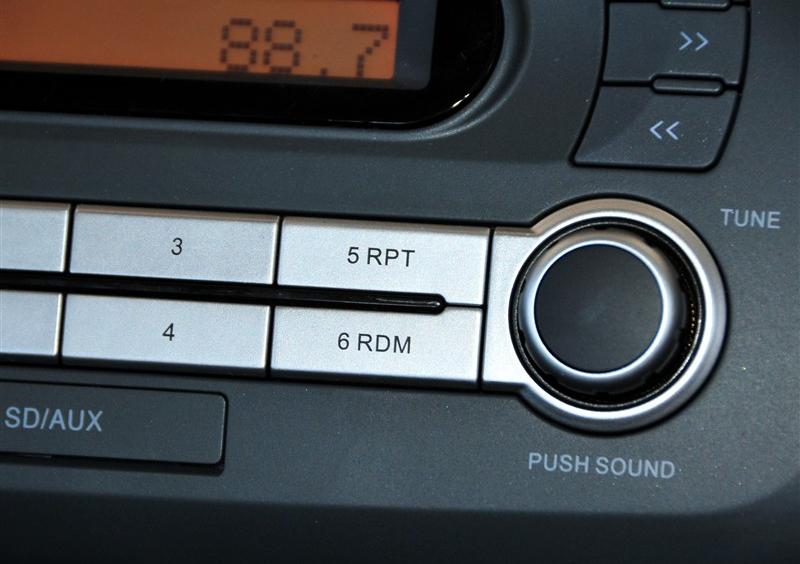 88.7
>>
<<
TUNE
3
5 RPT
4
6 RDM
SD/AUX
PUSH SOUND